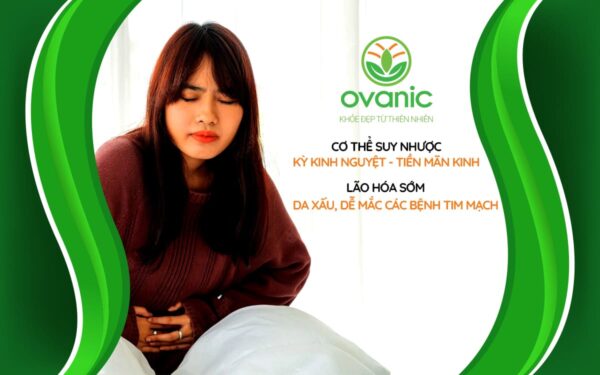 ovanic
KHỎE ĐẸP TỪ THIÊN NHIÊN
CƠ THỂ SUY NHƯỢC
KỲ KINH NGUYỆT - TIỀN MÃN KINH
LÃO HÓA SỚM
DA XẤU, DỄ MẮC CÁC BỆNH TIM MẠCH